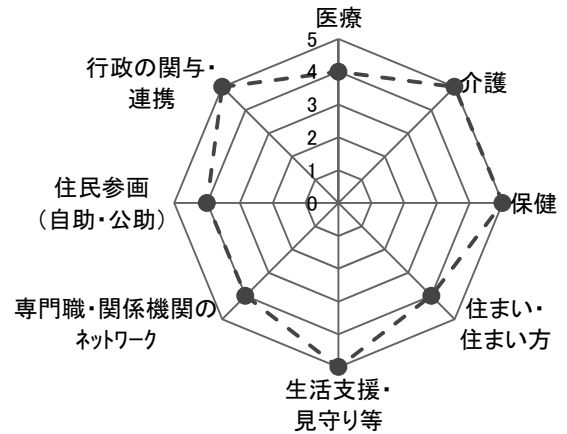 医療
5
4
3
2
1
0
介護
保健
住まい・
住まい方
生活支援・
見守り等
専門職・関係機関の
ﾈｯﾄﾜｰｸ
住民参画
（自助・公助）
行政の関与・
連携